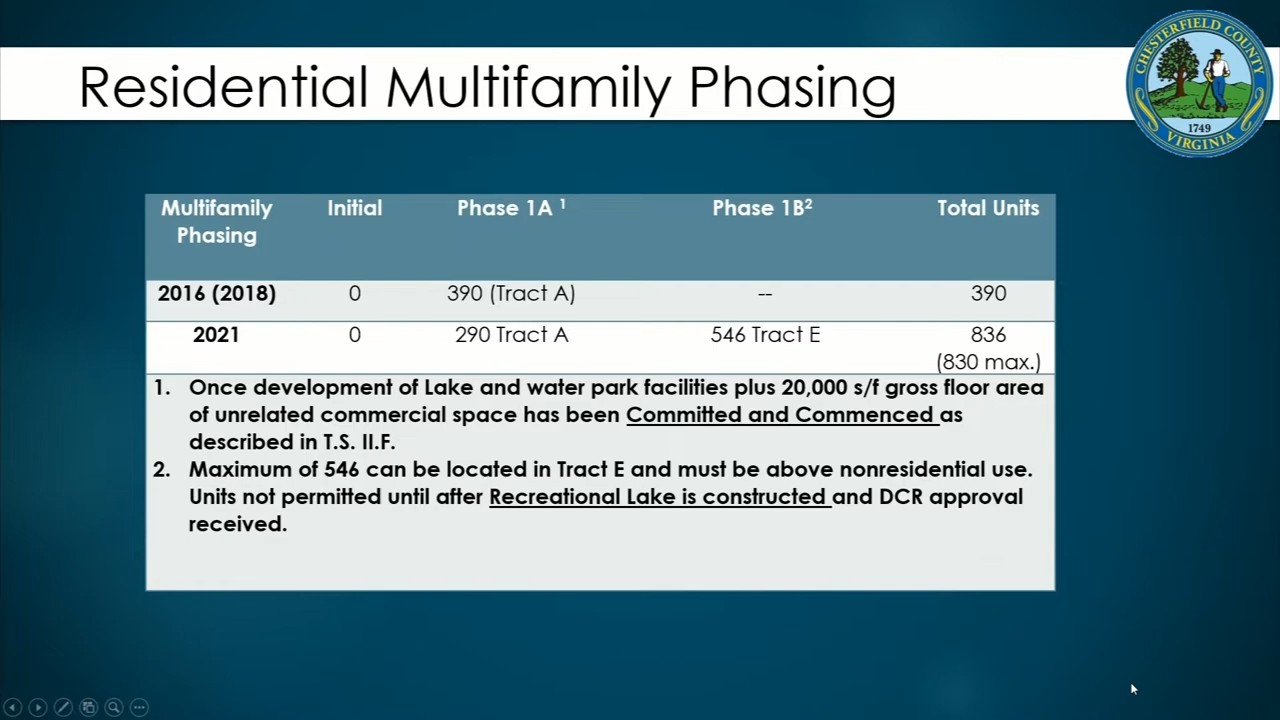 Residential Multifamily Phasing
CHESTERFIELD COUNTY
1749
VIRGINIA
Multifamily Phasing Initial Phase 1A ¹ Phase 1B² Total Units
2016 (2018) 0 390 (Tract A) -- 390
2021 0 290 Tract A 546 Tract E 836
(830 max.)
1. Once development of Lake and water park facilities plus 20,000 s/f gross floor area
of unrelated commercial space has been Committed and Commenced as
described in T.S. II.F.
2. Maximum of 546 can be located in Tract E and must be above nonresidential use.
Units not permitted until after Recreational Lake is constructed and DCR approval
received.